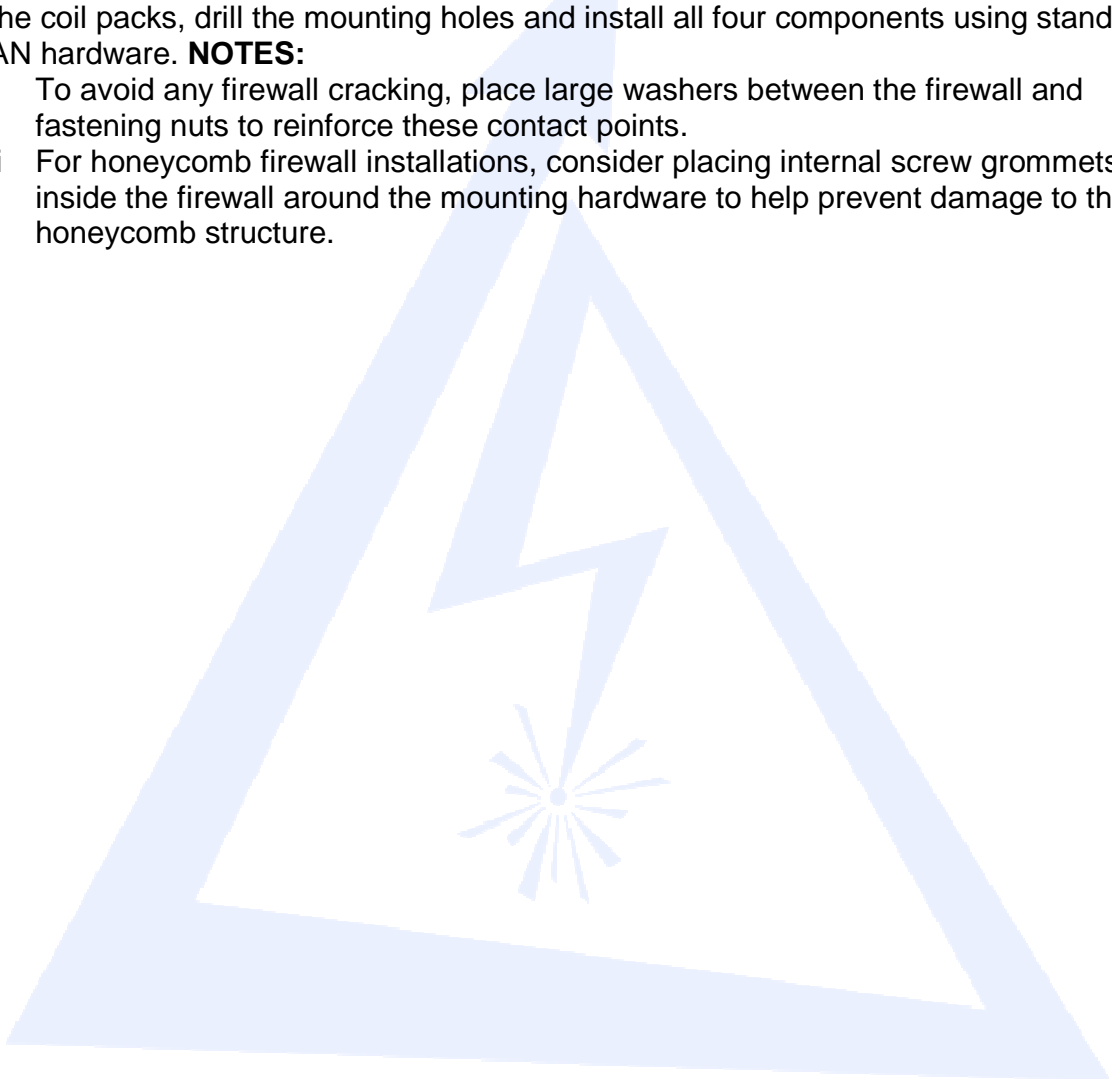 he coil packs, drill the mounting holes and install all four components using stand
AN hardware. NOTES:
To avoid any firewall cracking, place large washers between the firewall and
fastening nuts to reinforce these contact points.
i For honeycomb firewall installations, consider placing internal screw grommets
inside the firewall around the mounting hardware to help prevent damage to th
honeycomb structure.